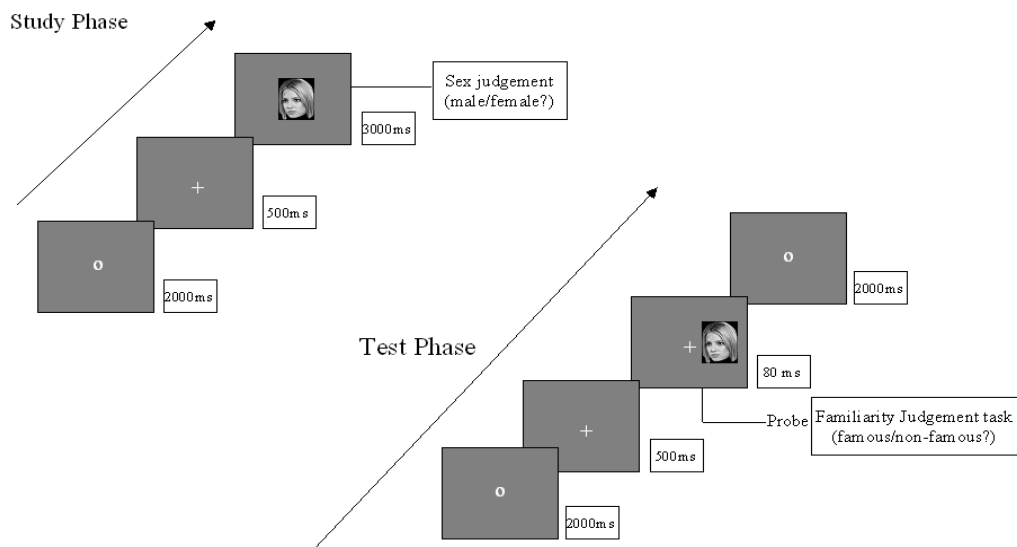 Study Phase
Sex judgement
(male/female?)
3000ms
+
500ms
o
2000ms
Test Phase
o
2000ms
+
80 ms
Probe
Familiarity Judgement task
(famous/non-famous?)
+
500ms
o
2000ms